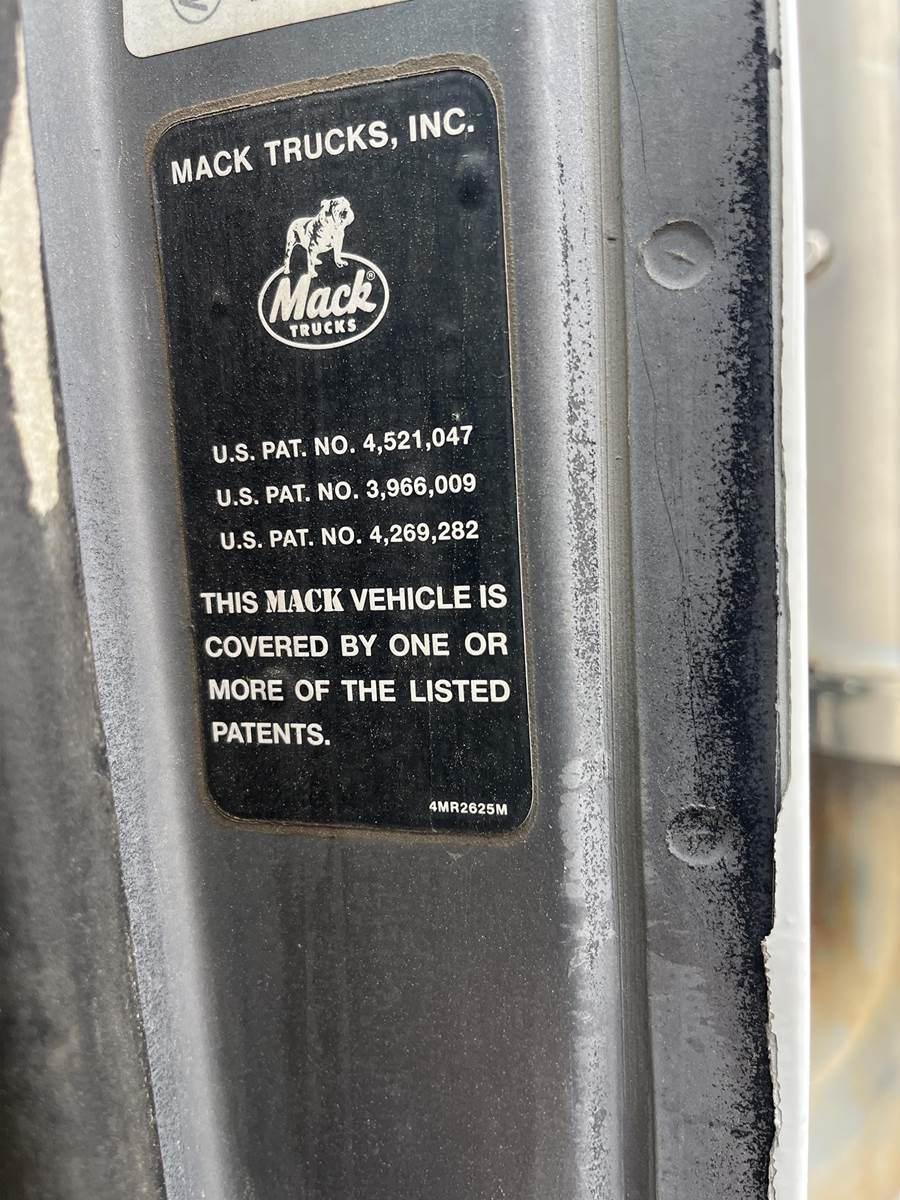 MACK TRUCKS, INC.
Mack®
TRUCKS
U.S. PAT. NO. 4,521,047
U.S. PAT. NO. 3,966,009
U.S. PAT. NO. 4,269,282
THIS MACK VEHICLE IS
COVERED BY ONE OR
MORE OF THE LISTED
PATENTS.
4MR2625M